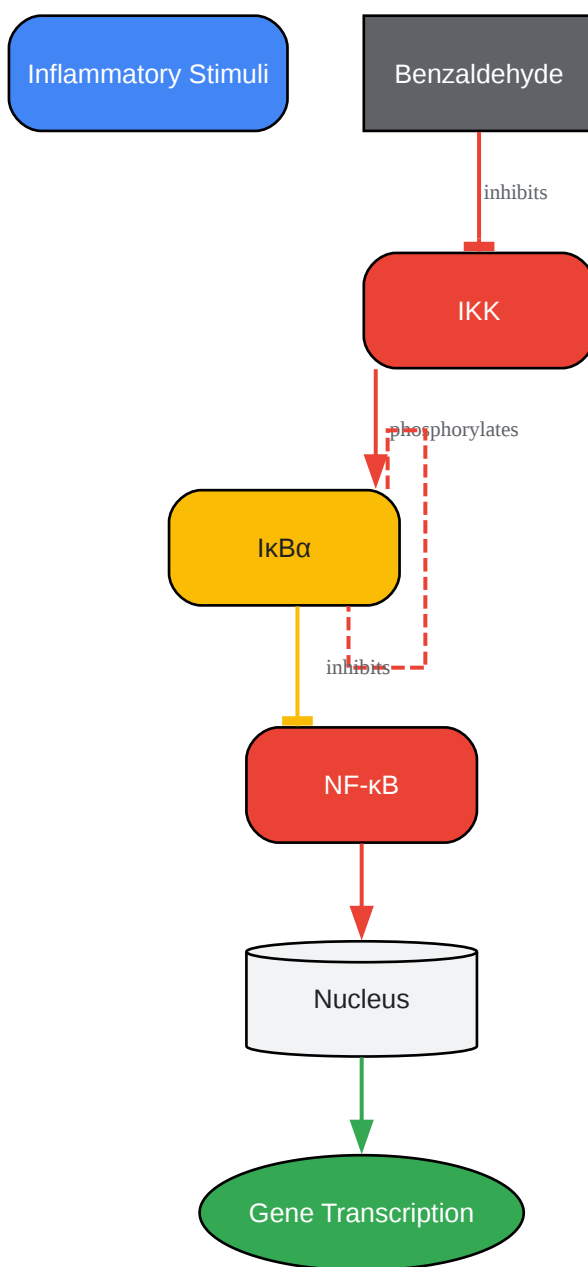 Inflammatory Stimuli
Benzaldehyde
inhibits
IKK
phosphorylates
IκBα
inhibits
NF-κB
Nucleus
Gene Transcription